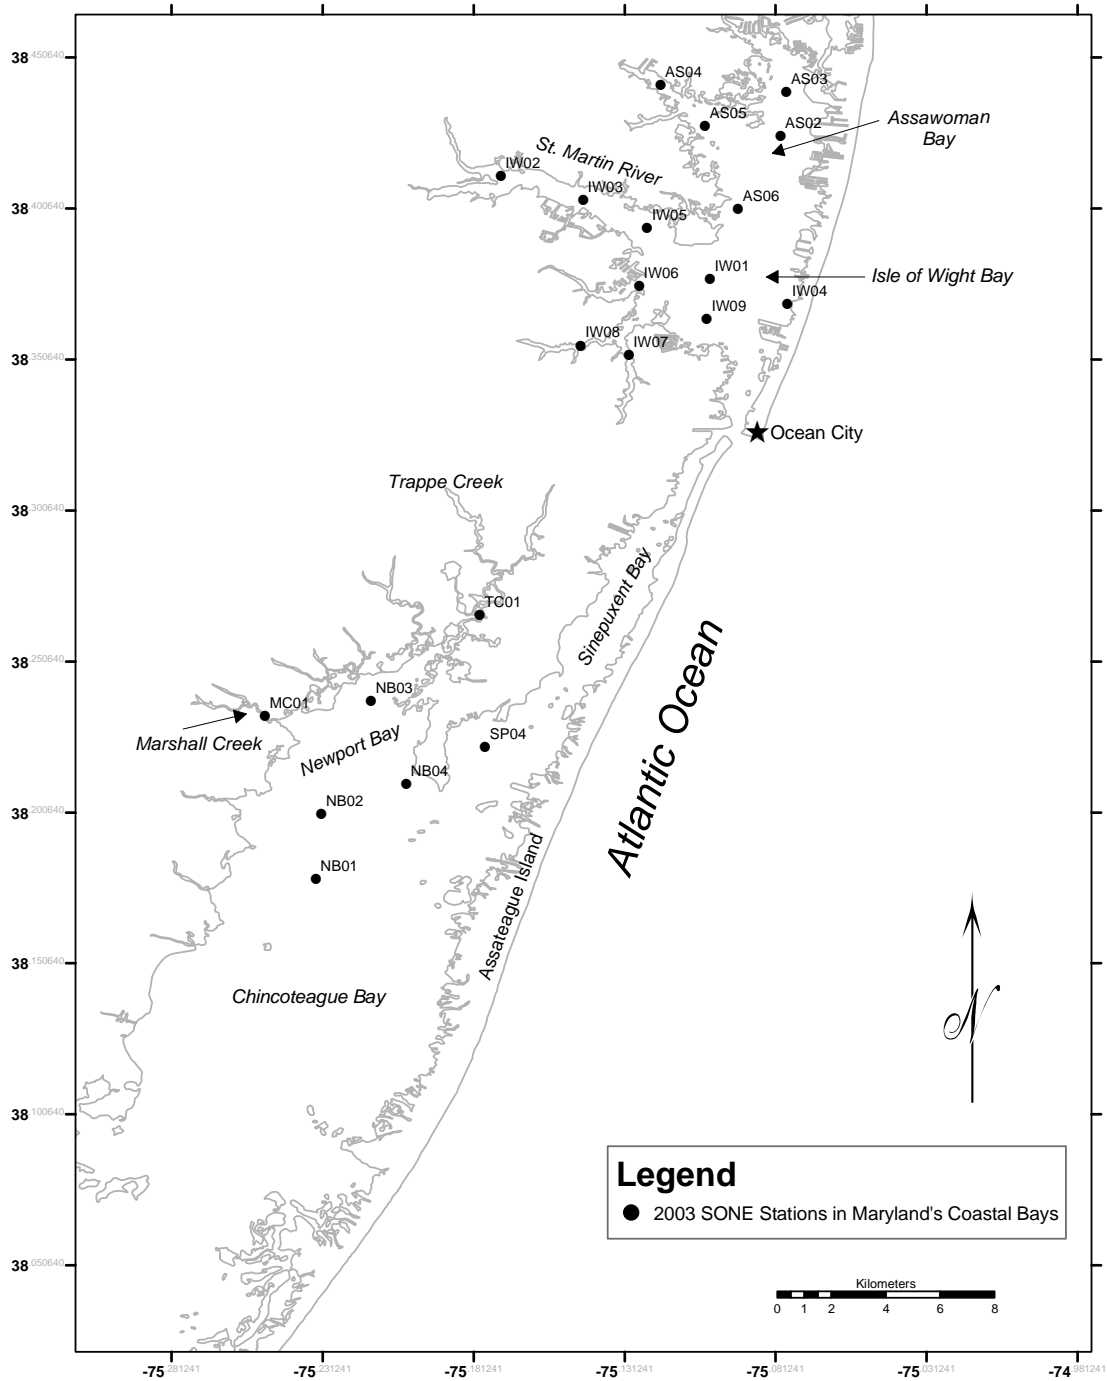 38.450640
AS04
AS03
AS05
AS02
Assawoman
Bay
St. Martin River
IW02
IW03
38.400640
AS06
IW05
IW01
IW06
Isle of Wight Bay
IW04
IW09
IW08
IW07
38.350640
Ocean City
Trappe Creek
38.300640
Sinepuxent Bay
TC01
Atlantic Ocean
38.250640
NB03
MC01
Marshall Creek
Newport Bay
SP04
NB04
38.200640
NB02
NB01
Assateague Island
38.150640
Chincoteague Bay
N
38.100640
Legend
2003 SONE Stations in Maryland's Coastal Bays
38.050640
Kilometers
0 1 2 4 6 8
-75.281241 -75.231241 -75.181241 -75.131241 -75.081241 -75.031241 -74.981241